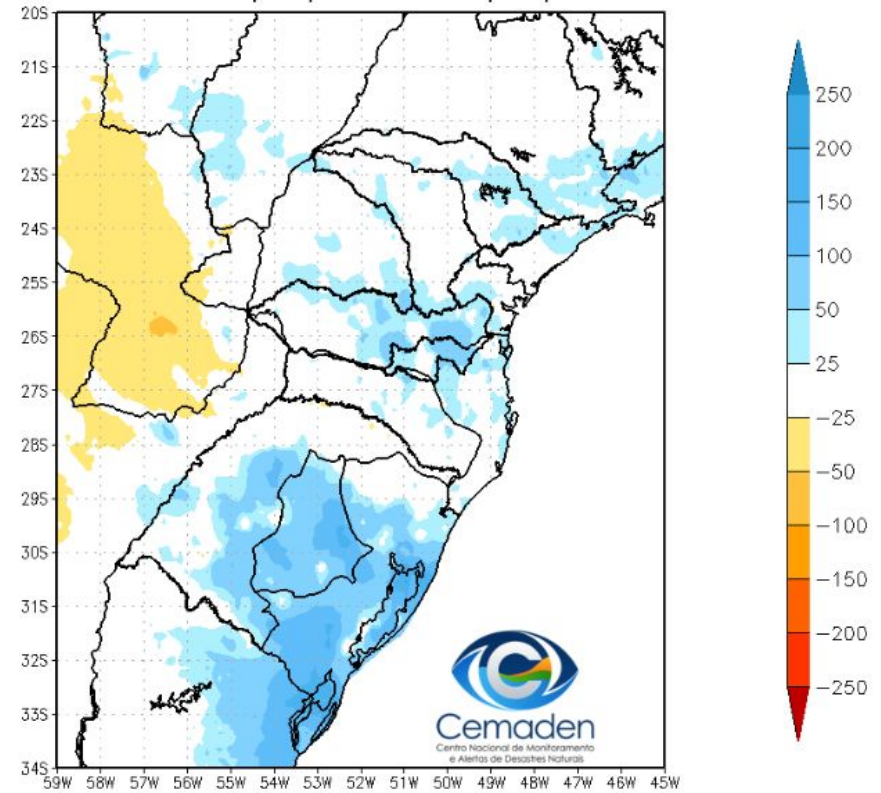 20S
21S
22S
23S
24S
25S
26S
27S
28S
29S
30S
31S
32S
33S
34S
59W 58W 57W 56W 55W 54W 53W 52W 51W 50W 49W 48W 47W 46W 45W
250
200
150
100
50
25
-25
-50
-100
-150
-200
-250
Cemaden
Centro Nacional de Monitoramento
e Alertas de Desastres Naturais